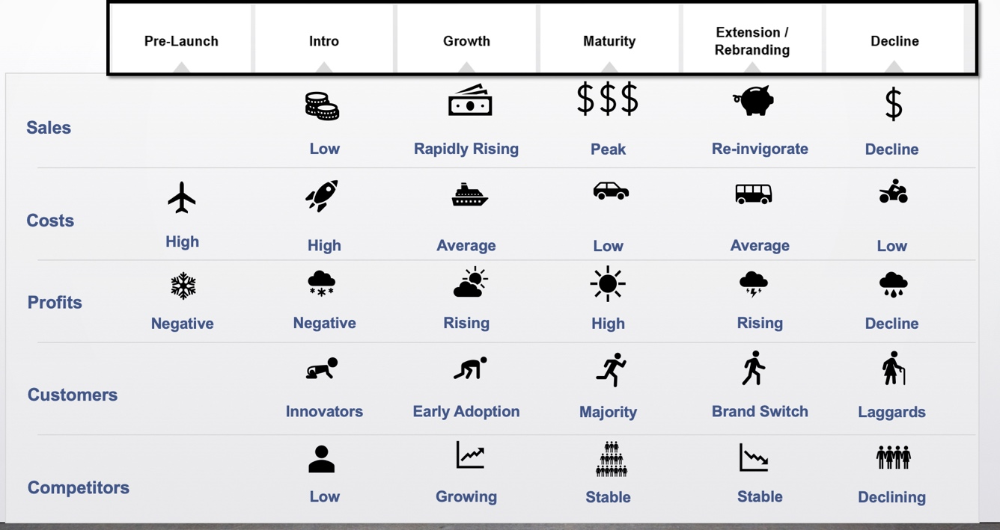 Pre-Launch
Intro
Growth
Maturity
Extension /
Rebranding
Decline
Sales
$$$
$
Low
Rapidly Rising
Peak
Re-invigorate
Decline
Costs
High
High
Average
Low
Average
Low
Profits
Negative
Negative
Rising
High
Rising
Decline
Customers
Innovators
Early Adoption
Majority
Brand Switch
Laggards
Competitors
Low
Growing
Stable
Stable
Declining